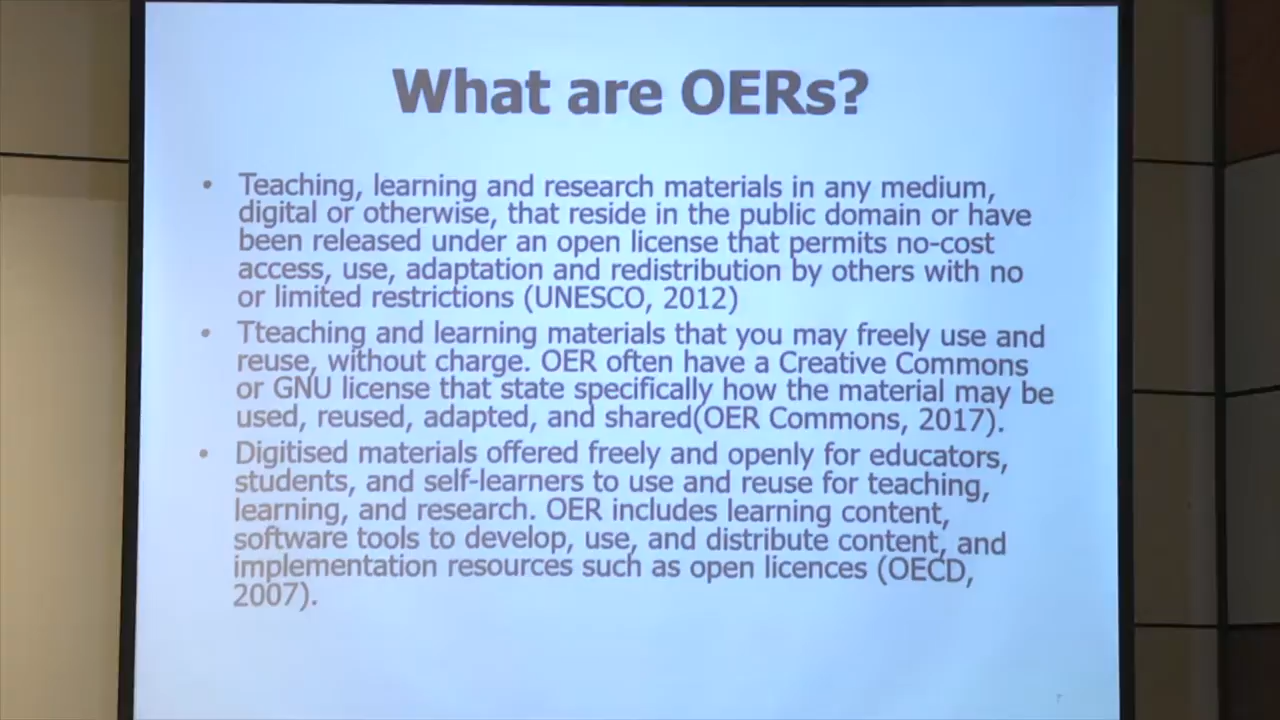 What are OERs?
• Teaching, learning and research materials in any medium,
digital or otherwise, that reside in the public domain or have
been released under an open license that permits no-cost
access, use, adaptation and redistribution by others with no
or limited restrictions (UNESCO, 2012)
• Tteaching and learning materials that you may freely use and
reuse, without charge. OER often have a Creative Commons
or GNU license that state specifically how the material may be
used, reused, adapted, and shared(OER Commons, 2017).
• Digitised materials offered freely and openly for educators,
students, and self-learners to use and reuse for teaching,
learning, and research. OER includes learning content,
software tools to develop, use, and distribute content, and
implementation resources such as open licences (OECD,
2007).